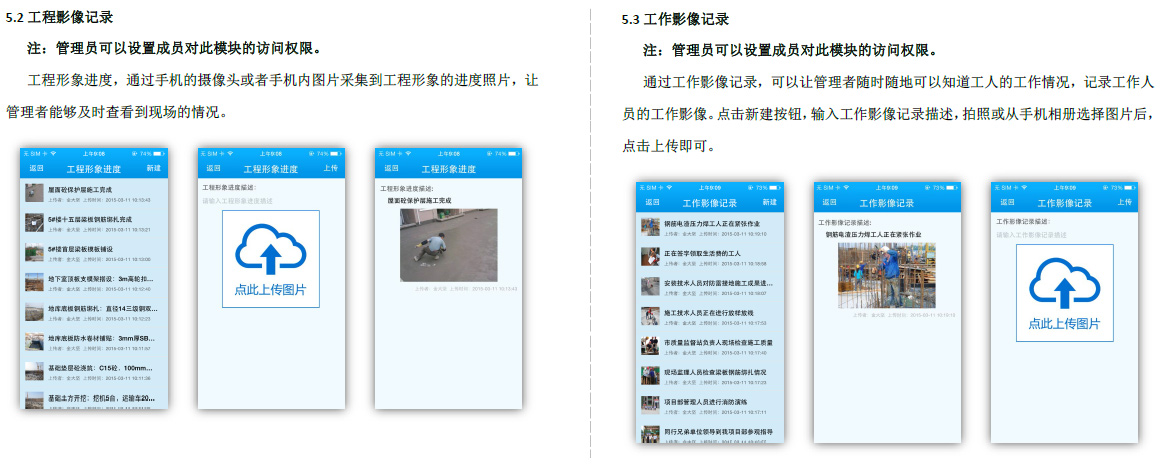 5.2 工程影像记录
注：管理员可以设置成员对此模块的访问权限。
工程形象进度，通过手机的摄像头或者手机内图片采集到工程形象的进度照片，让
管理者能够及时查看到现场的情况。
无 SIM 卡 上午9:08 74%
返回 工程形象进度 新建
屋面砼保护层施工完成
上传者：金大坚 上传时间：2015-03-11 10:13:43
5#楼十五层梁板钢筋绑扎完成
上传者：金大坚 上传时间：2015-03-11 10:13:21
5#楼首层梁板模板铺设
上传者：金大坚 上传时间：2015-03-11 10:13:00
地下室顶板支模架搭设：3m高轮扣...
上传者：金大坚 上传时间：2015-03-11 10:12:45
地库底板钢筋绑扎：直径14三级钢双...
上传者：金大坚 上传时间：2015-03-11 10:12:23
地库底板防水卷材铺贴：3mm厚SB...
上传者：金大坚 上传时间：2015-03-11 10:11:57
基础垫层砼浇筑：C15砼，100mm...
上传者：金大坚 上传时间：2015-03-11 10:11:38
基础土方开挖：挖机5台，运输车20...
无 SIM 卡 上午9:08 74%
返回 工程形象进度 上传
工程形象进度描述:
请输入工程形象进度描述
点此上传图片
无 SIM 卡 上午9:08 74%
返回 工程形象进度
工程形象进度描述:
屋面砼保护层施工完成
上传者：金大坚 上传时间：2015-03-11 10:13:43
5.3 工作影像记录
注：管理员可以设置成员对此模块的访问权限。
通过工作影像记录，可以让管理者随时随地可以知道工人的工作情况，记录工作人
员的工作影像。点击新建按钮，输入工作影像记录描述，拍照或从手机相册选择图片后，
点击上传即可。
无 SIM 卡 上午9:09 73%
返回 工作影像记录 新建
钢筋电渣压力焊工人正在紧张作业
上传者：金大坚 上传时间：2015-03-11 10:19:10
正在签字领取生活费的工人
上传者：金大坚 上传时间：2015-03-11 10:18:58
安装技术人员对防雷接地施工成果进...
上传者：金大坚 上传时间：2015-03-11 10:18:07
施工技术人员正在进行放样放线
上传者：金大坚 上传时间：2015-03-11 10:17:53
市质量监督站负责人现场检查施工质量
上传者：金大坚 上传时间：2015-03-11 10:17:40
现场监理人员检查梁板钢筋绑扎情况
上传者：金大坚 上传时间：2015-03-11 10:17:23
项目部管理人员进行消防演练
上传者：金大坚 上传时间：2015-03-11 10:17:11
同行兄弟单位领导到我项目部参观指导
无 SIM 卡 上午9:09 73%
返回 工作影像记录
工作影像记录描述:
钢筋电渣压力焊工人正在紧张作业
上传者：金大坚 上传时间：2015-03-11 10:19:10
无 SIM 卡 上午9:09 73%
返回 工作影像记录 上传
工作影像记录描述:
请输入工作影像记录描述
点此上传图片